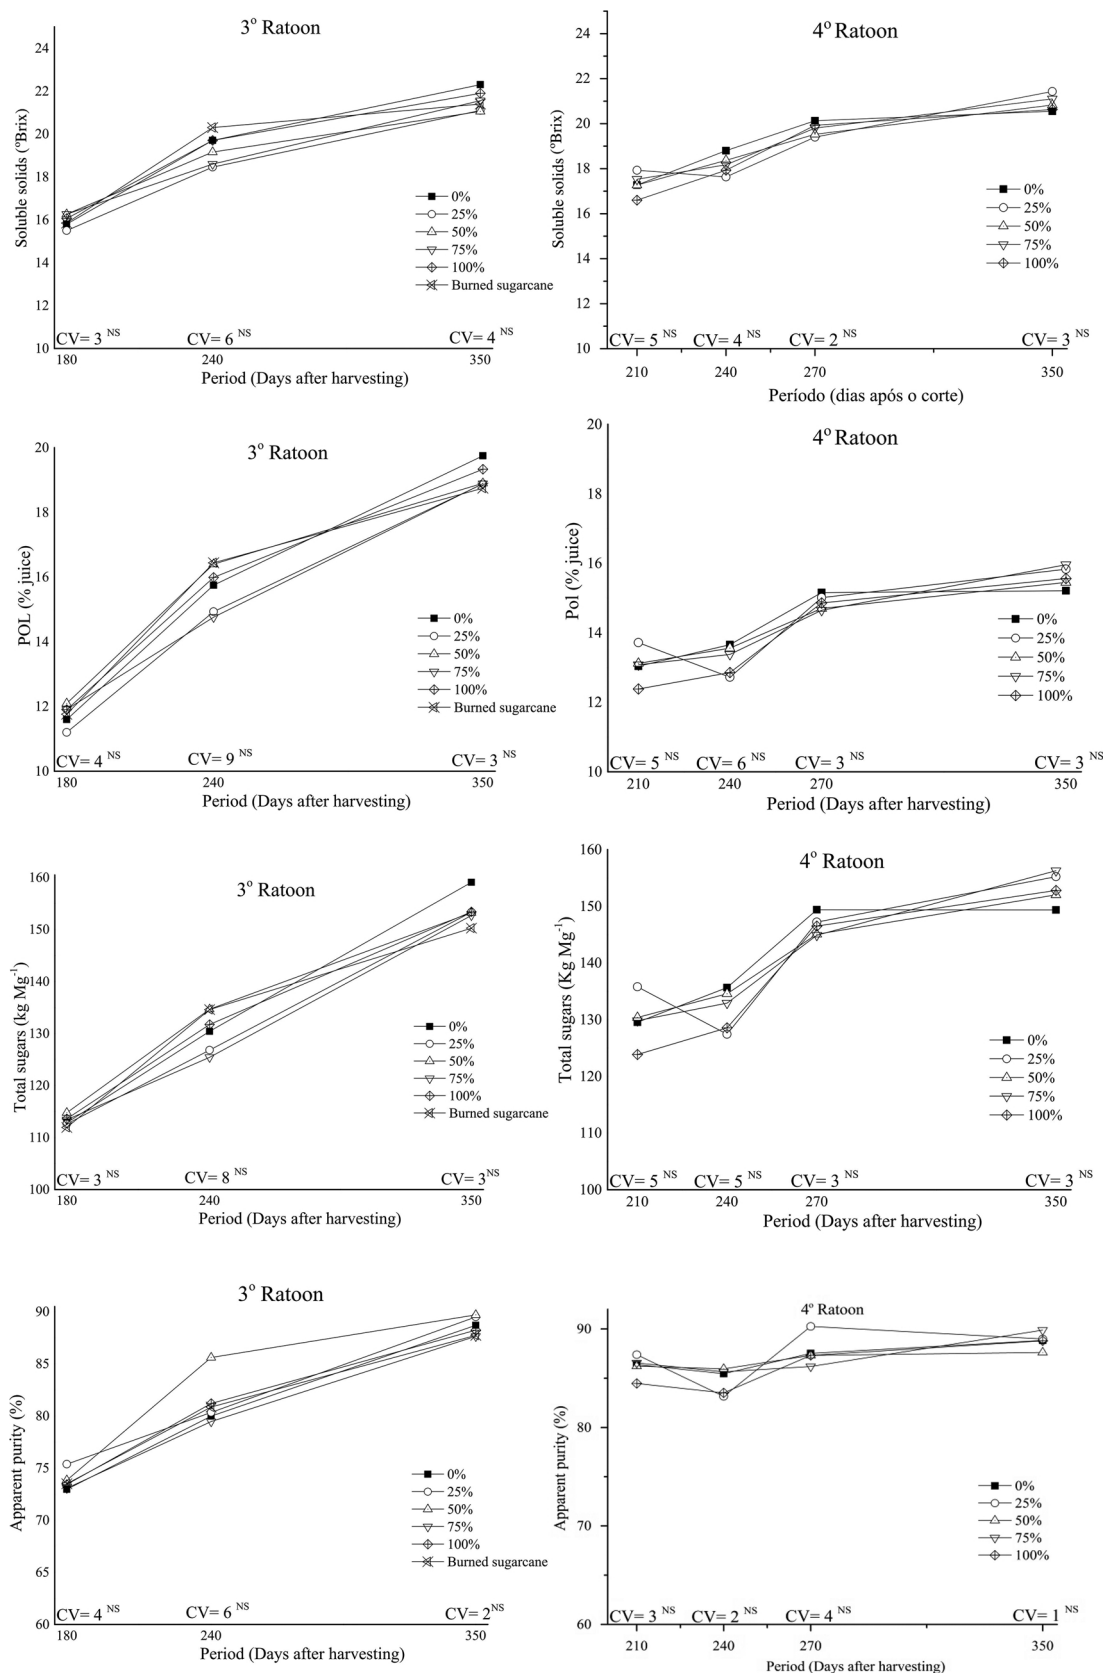 3º Ratoon
24
22
20
18
16
14
12
10
Soluble solids (ºBrix)
0%
25%
50%
75%
100%
Burned sugarcane
CV= 3 NS
CV= 6 NS
CV= 4 NS
180
240
350
Period (Days after harvesting)
4º Ratoon
24
22
20
18
16
14
12
10
Soluble solids (ºBrix)
0%
25%
50%
75%
100%
CV= 5 NS
CV= 4 NS
CV= 2 NS
CV= 3 NS
210
240
270
350
Período (dias após o corte)
3º Ratoon
20
18
16
14
12
10
POL (% juice)
0%
25%
50%
75%
100%
Burned sugarcane
CV= 4 NS
CV= 9 NS
CV= 3 NS
180
240
350
Period (Days after harvesting)
4º Ratoon
20
18
16
14
12
10
Pol (% juice)
0%
25%
50%
75%
100%
CV= 5 NS
CV= 6 NS
CV= 3 NS
CV= 3 NS
210
240
270
350
Period (Days after harvesting)
3º Ratoon
160
150
140
130
120
110
100
Total sugars (kg Mg-1)
0%
25%
50%
75%
100%
Burned sugarcane
CV= 3 NS
CV= 8 NS
CV= 3 NS
180
240
350
Period (Days after harvesting)
4º Ratoon
160
150
140
130
120
110
100
Total sugars (Kg Mg-1)
0%
25%
50%
75%
100%
CV= 5 NS
CV= 5 NS
CV= 3 NS
CV= 3 NS
210
240
270
350
Period (Days after harvesting)
3º Ratoon
90
85
80
75
70
65
60
Apparent purity (%)
0%
25%
50%
75%
100%
Burned sugarcane
CV= 4 NS
CV= 6 NS
CV= 2 NS
180
240
350
Period (Days after harvesting)
4º Ratoon
90
80
70
60
Apparent purity (%)
0%
25%
50%
75%
100%
CV= 3 NS
CV= 2 NS
CV= 4 NS
CV= 1 NS
210
240
270
350
Period (Days after harvesting)